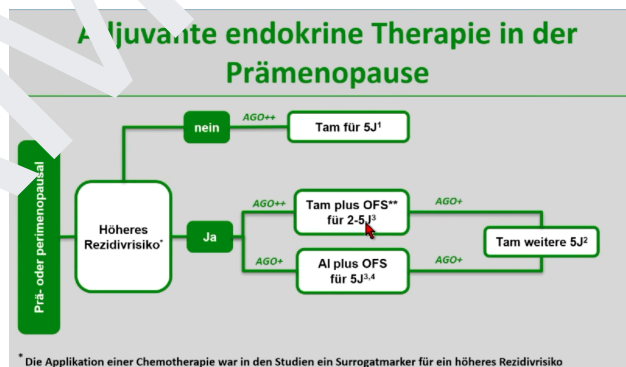 Adjuvante endokrine Therapie in der
Prämenopause
AGO++
nein
Tam für 5J¹
Prä- oder perimenopausal
Höheres
Rezidivrisiko*
Ja
AGO++
Tam plus OFS**
für 2-5J³
AGO+
AGO+
AI plus OFS
für 5J³,⁴
AGO+
Tam weitere 5J²
* Die Applikation einer Chemotherapie war in den Studien ein Surrogatmarker für ein höheres Rezidivrisiko